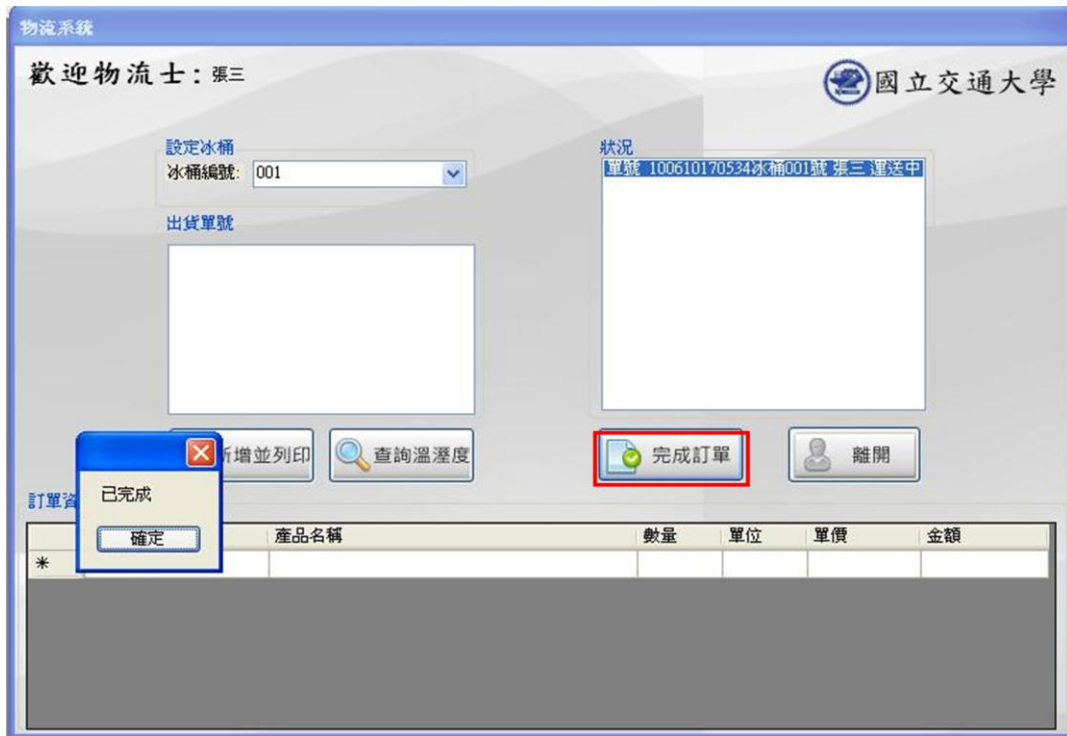 物流系統
歡迎物流士: 張三
國立交通大學
設定冰桶
冰桶編號: 001
狀況
單號 100610170534冰桶001號 張三 運送中
出貨單號
增並列印
查詢溫溼度
完成訂單
離開
已完成
確定
訂單
產品名稱 數量 單位 單價 金額
*